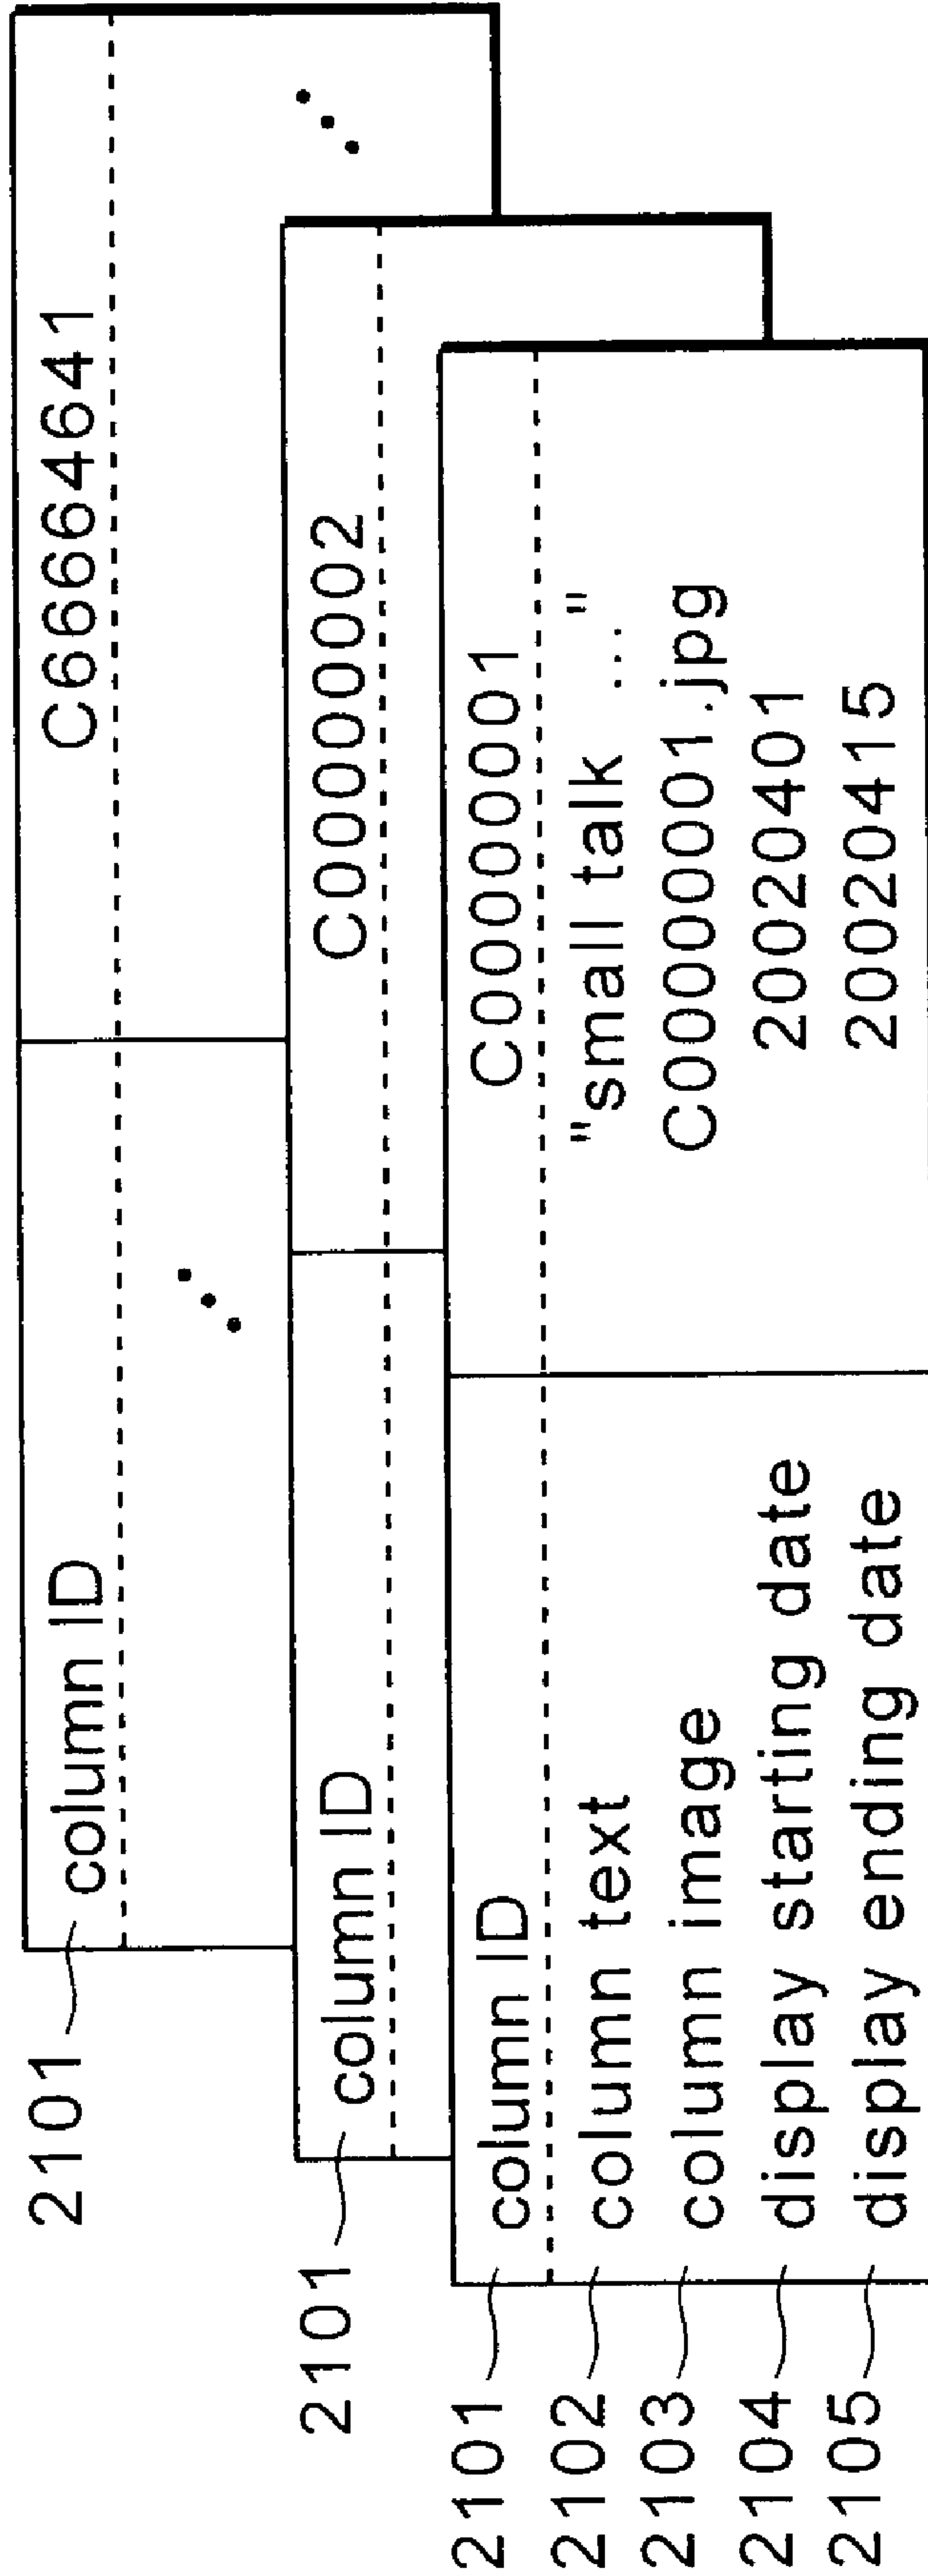 2101 column ID C66664641
2101 column ID C00000002
2101 column ID C00000001
2102 column text "small talk ..."
2103 column image C00000001.jpg
2104 display starting date 20020401
2105 display ending date 20020415